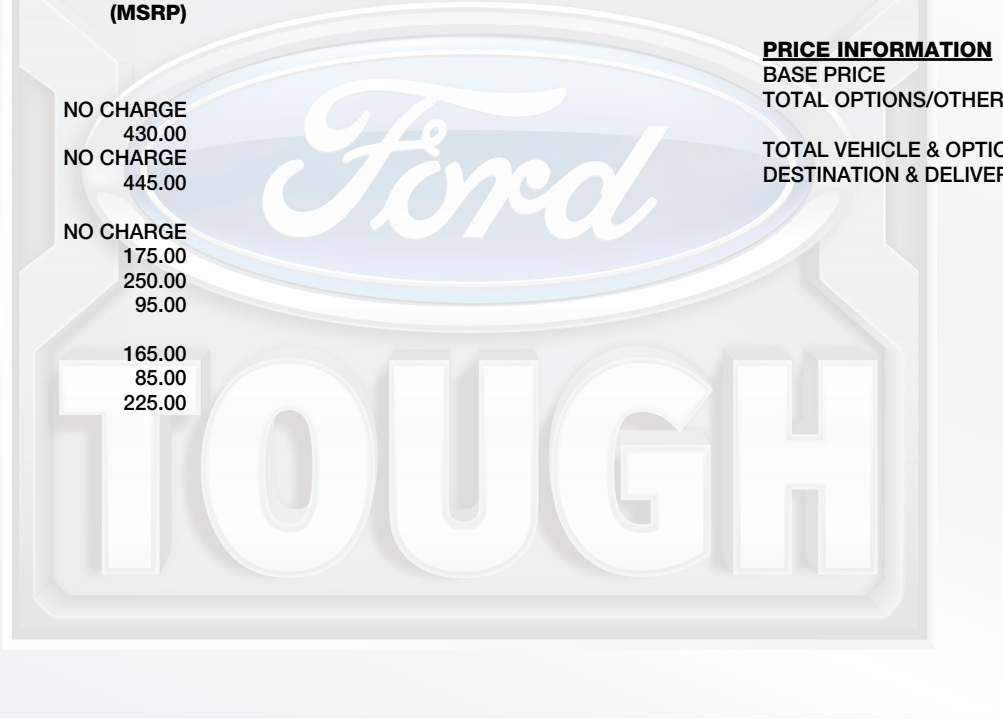 (MSRP)
NO CHARGE
430.00
NO CHARGE
445.00
NO CHARGE
175.00
250.00
95.00
165.00
85.00
225.00
PRICE INFORMATION
BASE PRICE
TOTAL OPTIONS/OTHER
TOTAL VEHICLE & OPTIO
DESTINATION & DELIVER
Ford
TOUGH